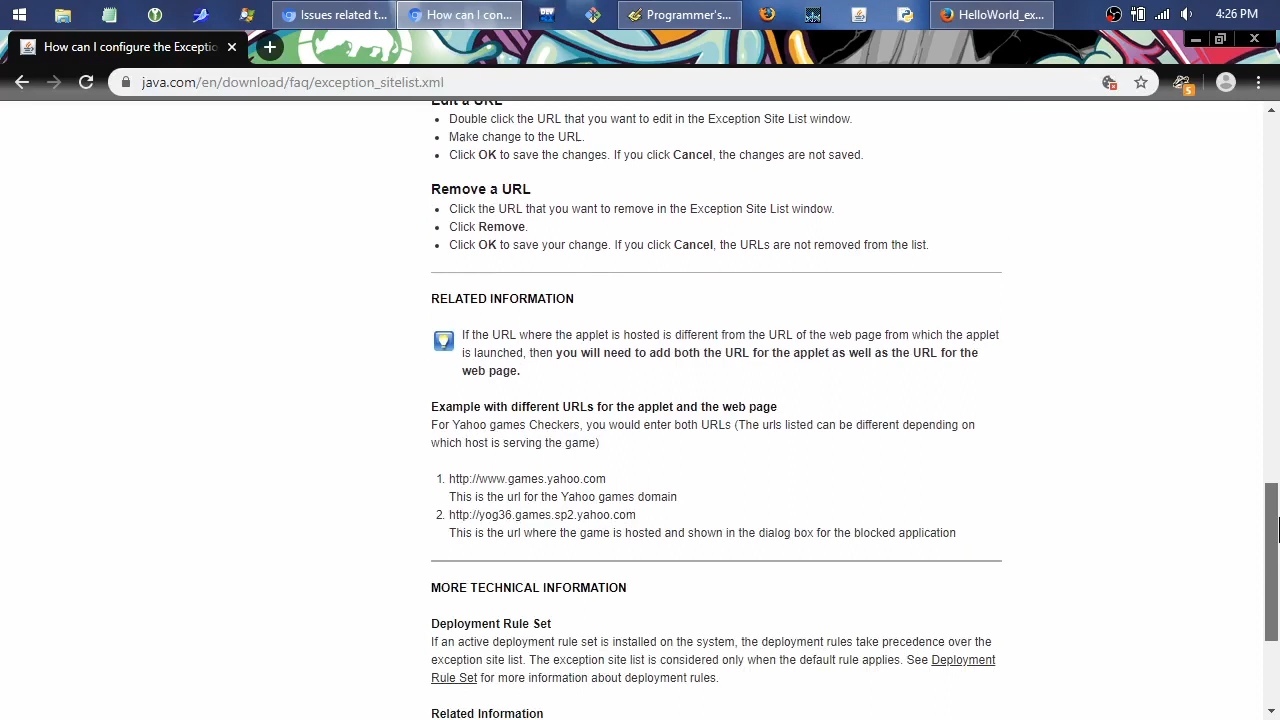 Issues related t...
How can I con...
Programmer's...
HelloWorld_ex...
4:26 PM
How can I configure the Exceptio
java.com/en/download/faq/exception_sitelist.xml
5
Edit a URL
• Double click the URL that you want to edit in the Exception Site List window.
• Make change to the URL.
• Click OK to save the changes. If you click Cancel, the changes are not saved.
Remove a URL
• Click the URL that you want to remove in the Exception Site List window.
• Click Remove.
• Click OK to save your change. If you click Cancel, the URLs are not removed from the list.
RELATED INFORMATION
If the URL where the applet is hosted is different from the URL of the web page from which the applet
is launched, then you will need to add both the URL for the applet as well as the URL for the
web page.
Example with different URLs for the applet and the web page
For Yahoo games Checkers, you would enter both URLs (The urls listed can be different depending on
which host is serving the game)
1. http://www.games.yahoo.com
This is the url for the Yahoo games domain
2. http://yog36.games.sp2.yahoo.com
This is the url where the game is hosted and shown in the dialog box for the blocked application
MORE TECHNICAL INFORMATION
Deployment Rule Set
If an active deployment rule set is installed on the system, the deployment rules take precedence over the
exception site list. The exception site list is considered only when the default rule applies. See Deployment
Rule Set for more information about deployment rules.
Related Information